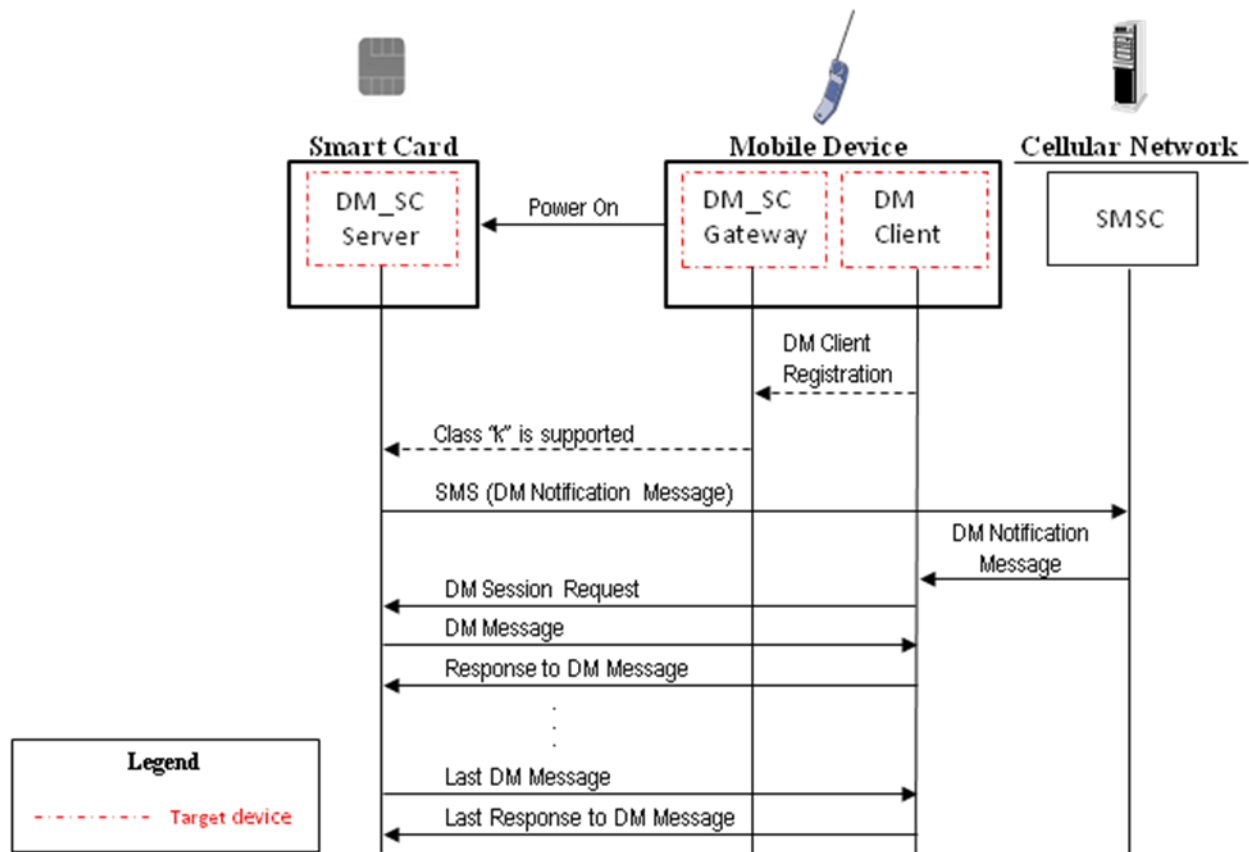 Smart Card
Mobile Device
Cellular Network
DM_SC
Server
Power On
DM_SC
Gateway
DM
Client
SMSC
DM Client
Registration
Class "k" is supported
SMS (DM Notification Message)
DM Notification
Message
DM Session Request
DM Message
Response to DM Message
Last DM Message
Last Response to DM Message
Legend
Target device